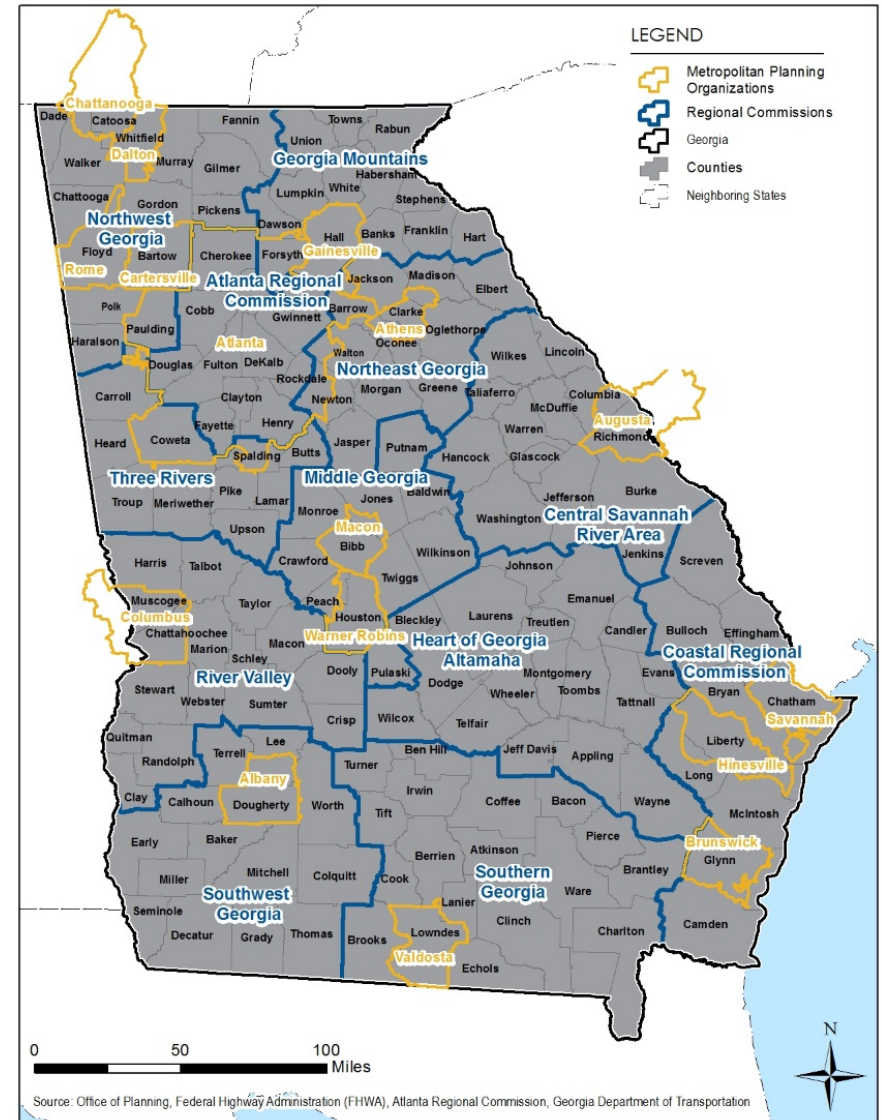 LEGEND
Metropolitan Planning
Organizations
Regional Commissions
Georgia
Counties
Neighboring States
Chattanooga
Dade
Catoosa
Fannin
Towns
Rabun
Union
Whitfield
Dalton
Walker
Murray
Gilmer
Georgia Mountains
Habersham
White
Lumpkin
Stephens
Chattooga
Gordon
Pickens
Dawson
Northwest
Georgia
Hall
Banks
Franklin
Hart
Floyd
Bartow
Cherokee
Forsyth
Gainesville
Rome
Cartersville
Atlanta Regional
Commission
Jackson
Madison
Elbert
Polk
Cobb
Gwinnett
Barrow
Clarke
Paulding
Athens
Oglethorpe
Haralson
Atlanta
Oconee
Walton
Wilkes
Lincoln
Douglas
Fulton
DeKalb
Rockdale
Northeast Georgia
Carroll
Clayton
Newton
Morgan
Greene
Taliaferro
Columbia
McDuffie
Fayette
Henry
Augusta
Heard
Coweta
Warren
Richmond
Spalding
Butts
Jasper
Putnam
Hancock
Glascock
Three Rivers
Middle Georgia
Troup
Meriwether
Pike
Lamar
Jones
Baldwin
Jefferson
Burke
Monroe
Washington
Central Savannah
River Area
Upson
Macon
Bibb
Wilkinson
Jenkins
Screven
Harris
Talbot
Crawford
Twiggs
Johnson
Muscogee
Taylor
Peach
Houston
Bleckley
Laurens
Emanuel
Columbus
Treutlen
Candler
Bulloch
Effingham
Chattahoochee
Marion
Macon
Warner Robins
Heart of Georgia
Altamaha
Coastal Regional
Commission
Schley
Dooly
Pulaski
Montgomery
Evans
River Valley
Dodge
Wheeler
Toombs
Tattnall
Bryan
Chatham
Stewart
Webster
Sumter
Crisp
Wilcox
Telfair
Savannah
Quitman
Lee
Ben Hill
Jeff Davis
Appling
Liberty
Randolph
Terrell
Turner
Long
Hinesville
Albany
Irwin
Clay
Calhoun
Dougherty
Worth
Tift
Coffee
Bacon
Wayne
McIntosh
Early
Baker
Pierce
Brunswick
Glynn
Berrien
Atkinson
Mitchell
Colquitt
Cook
Southern
Georgia
Brantley
Miller
Southwest
Georgia
Ware
Seminole
Lanier
Clinch
Camden
Decatur
Grady
Thomas
Brooks
Lowndes
Charlton
Valdosta
Echols
N
0 50 100
Miles
Source: Office of Planning, Federal Highway Administration (FHWA), Atlanta Regional Commission, Georgia Department of Transportation